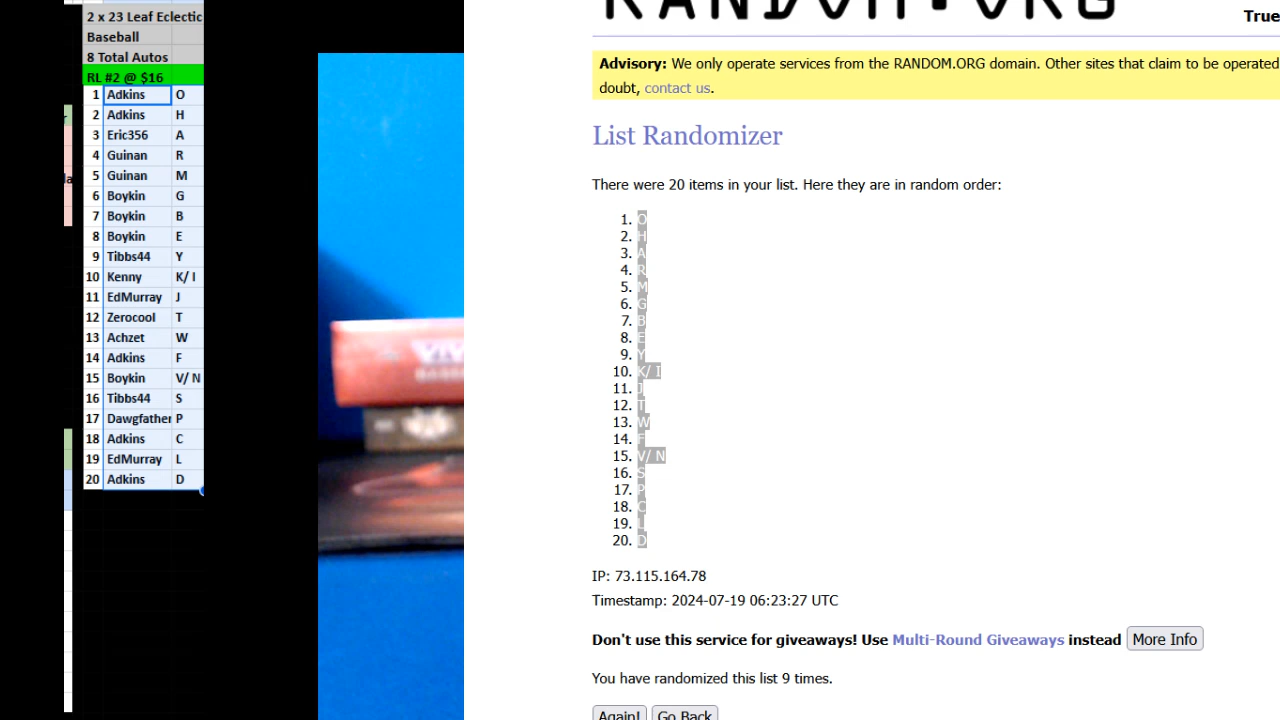 2 x 23 Leaf Eclectic
Baseball
8 Total Autos
RL #2 @ $16
1 Adkins O
2 Adkins H
3 Eric356 A
4 Guinan R
5 Guinan M
6 Boykin G
7 Boykin B
8 Boykin E
9 Tibbs44 Y
10 Kenny K/ I
11 EdMurray J
12 Zerocool T
13 Achzet W
14 Adkins F
15 Boykin V/ N
16 Tibbs44 S
17 Dawgfather P
18 Adkins C
19 EdMurray L
20 Adkins D
RANDOM.ORG
True
Advisory: We only operate services from the RANDOM.ORG domain. Other sites that claim to be operated
doubt, contact us.
List Randomizer
There were 20 items in your list. Here they are in random order:
1. O
2. H
3. A
4. R
5. M
6. G
7. B
8. E
9. Y
10. K/ I
11. J
12. T
13. W
14. F
15. V/ N
16. S
17. P
18. C
19. L
20. D
IP: 73.115.164.78
Timestamp: 2024-07-19 06:23:27 UTC
Don't use this service for giveaways! Use Multi-Round Giveaways instead More Info
You have randomized this list 9 times.
Again! Go Back